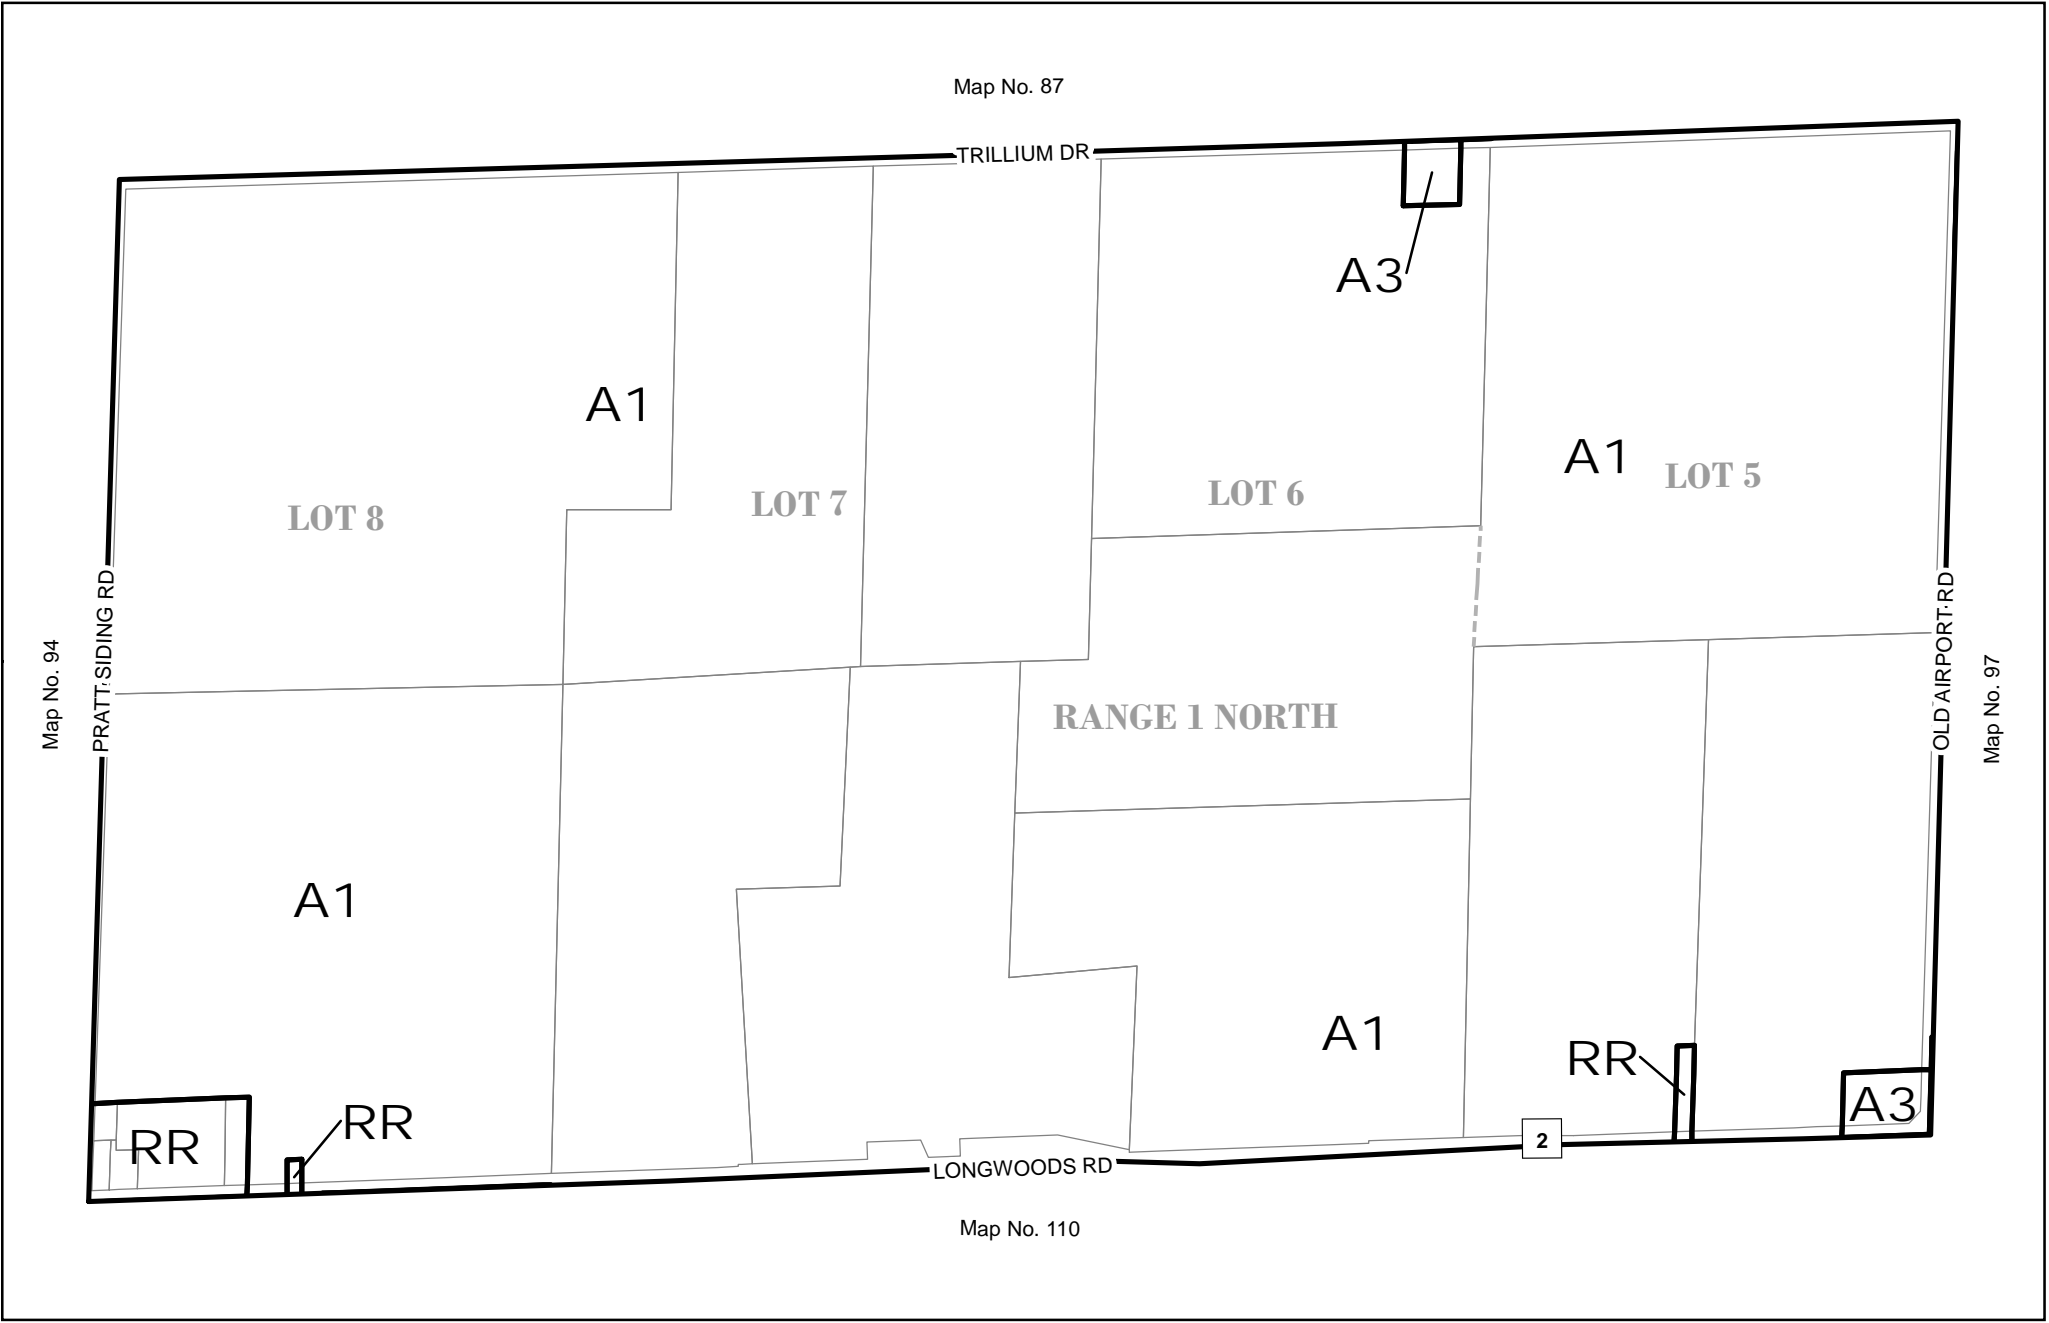 Map No. 87
TRILLIUM DR
A3
A1
A1
LOT 5
LOT 6
LOT 7
LOT 8
PRATT SIDING RD
OLD AIRPORT RD
Map No. 94
Map No. 97
RANGE 1 NORTH
A1
A1
RR
A3
RR
RR
2
LONGWOODS RD
Map No. 110